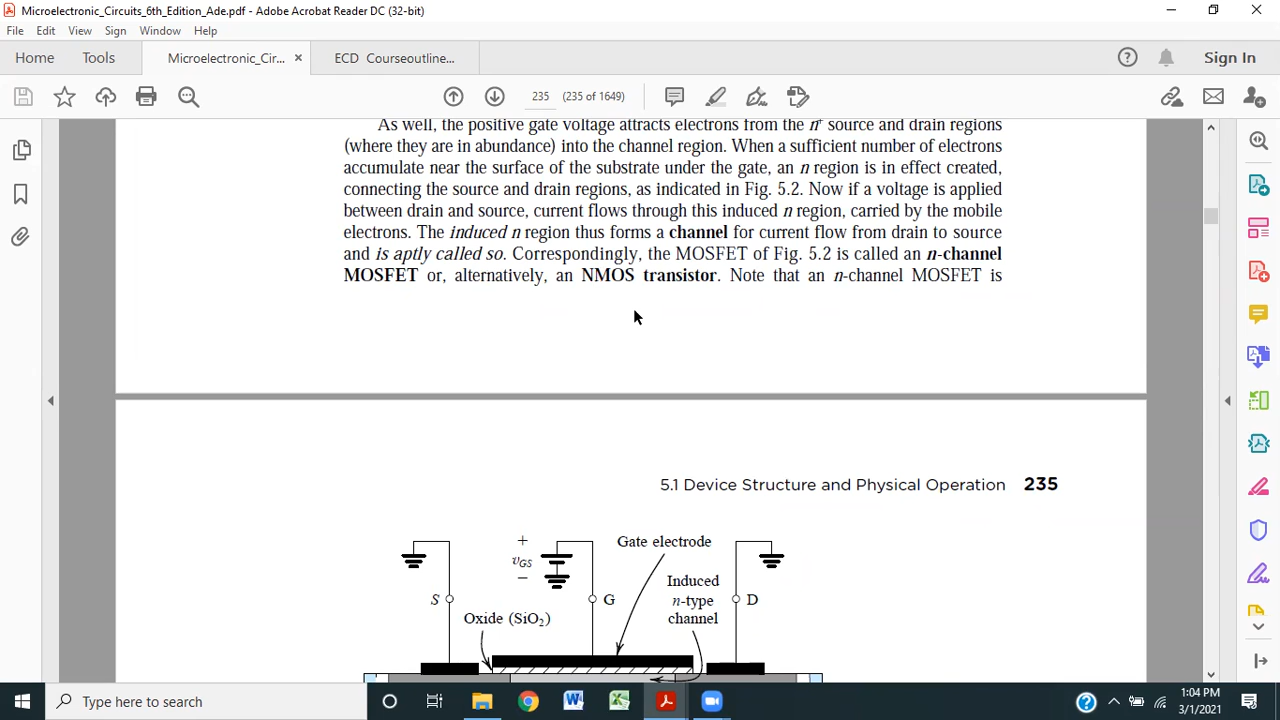 Microelectronic_Circuits_6th_Edition_Ade.pdf - Adobe Acrobat Reader DC (32-bit)
File Edit View Sign Window Help
Home Tools Microelectronic_Cir... × ECD Courseoutline... Sign In
235 (235 of 1649)
As well, the positive gate voltage attracts electrons from the n+ source and drain regions
(where they are in abundance) into the channel region. When a sufficient number of electrons
accumulate near the surface of the substrate under the gate, an n region is in effect created,
connecting the source and drain regions, as indicated in Fig. 5.2. Now if a voltage is applied
between drain and source, current flows through this induced n region, carried by the mobile
electrons. The induced n region thus forms a channel for current flow from drain to source
and is aptly called so. Correspondingly, the MOSFET of Fig. 5.2 is called an n-channel
MOSFET or, alternatively, an NMOS transistor. Note that an n-channel MOSFET is
5.1 Device Structure and Physical Operation 235
+
vGS
−
Gate electrode
Induced
n-type
channel
S
G
D
Oxide (SiO2)
Type here to search
1:04 PM
3/1/2021